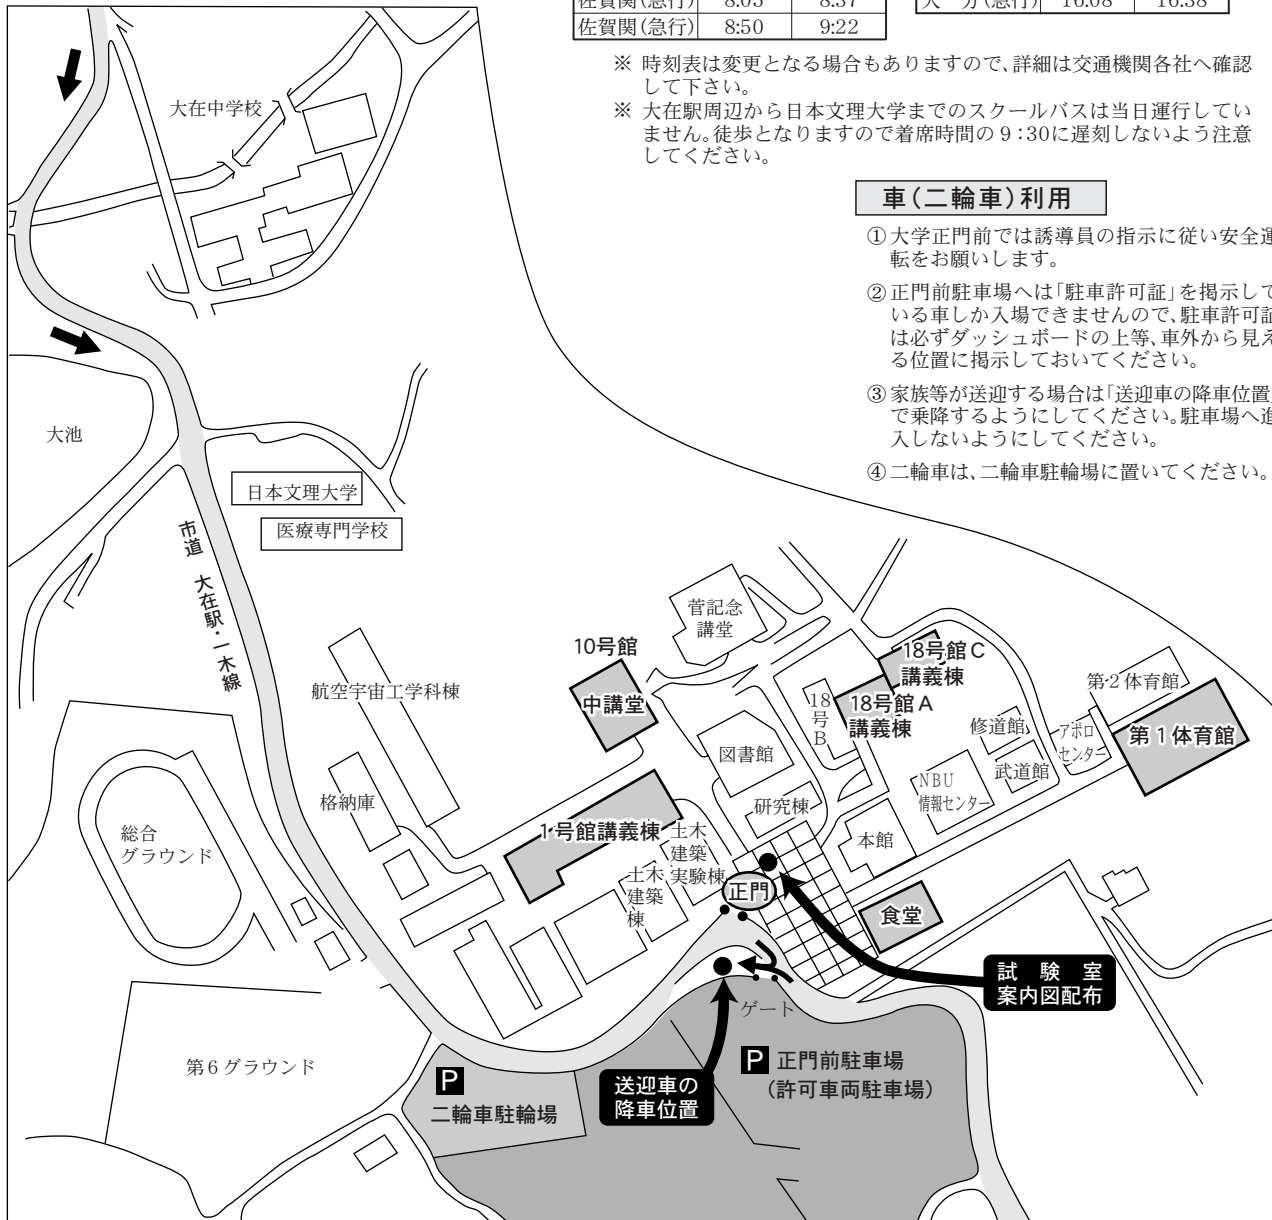 佐賀関(急行) 8:03 8:37
佐賀関(急行) 8:50 9:22
大 分(急行) 16:08 16:38
※ 時刻表は変更となる場合もありますので、詳細は交通機関各社へ確認
して下さい。
※ 大在駅周辺から日本文理大学までのスクールバスは当日運行してい
ません。徒歩となりますので着席時間の9:30に遅刻しないよう注意
してください。
車(二輪車)利用
①大学正門前では誘導員の指示に従い安全運
転をお願いします。
②正門前駐車場へは「駐車許可証」を掲示して
いる車しか入場できませんので、駐車許可証
は必ずダッシュボードの上等、車外から見え
る位置に掲示しておいてください。
③家族等が送迎する場合は「送迎車の降車位置」
で乗降するようにしてください。駐車場へ進
入しないようにしてください。
④二輪車は、二輪車駐輪場に置いてください。
大在中学校
大池
日本文理大学
医療専門学校
市道 大在駅・一木線
菅記念
講堂
10号館
中講堂
航空宇宙工学科棟
18号館C
講義棟
18号館A
講義棟
18号B
第2体育館
第1体育館
修道館
アポロ
センター
武道館
図書館
NBU
情報センター
格納庫
研究棟
総合
グラウンド
1号館講義棟
土木
建築
実験棟
土木
建築
棟
本館
正門
食堂
試験室
案内図配布
ゲート
第6グラウンド
P
二輪車駐輪場
送迎車の
降車位置
P 正門前駐車場
(許可車両駐車場)